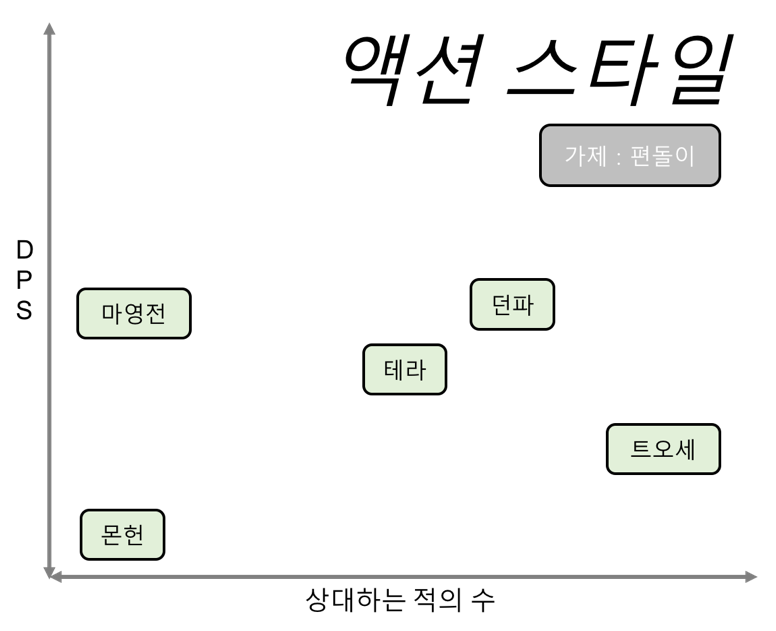 액션 스타일
가제 : 편돌이
D
P
S
마영전
던파
테라
트오세
몬헌
상대하는 적의 수